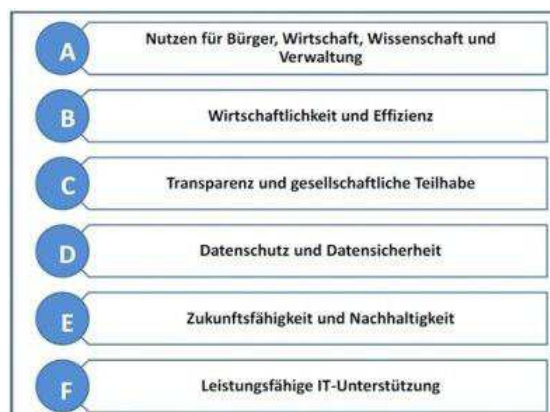 A
Nutzen für Bürger, Wirtschaft, Wissenschaft und
Verwaltung
B
Wirtschaftlichkeit und Effizienz
C
Transparenz und gesellschaftliche Teilhabe
D
Datenschutz und Datensicherheit
E
Zukunftsfähigkeit und Nachhaltigkeit
F
Leistungsfähige IT-Unterstützung